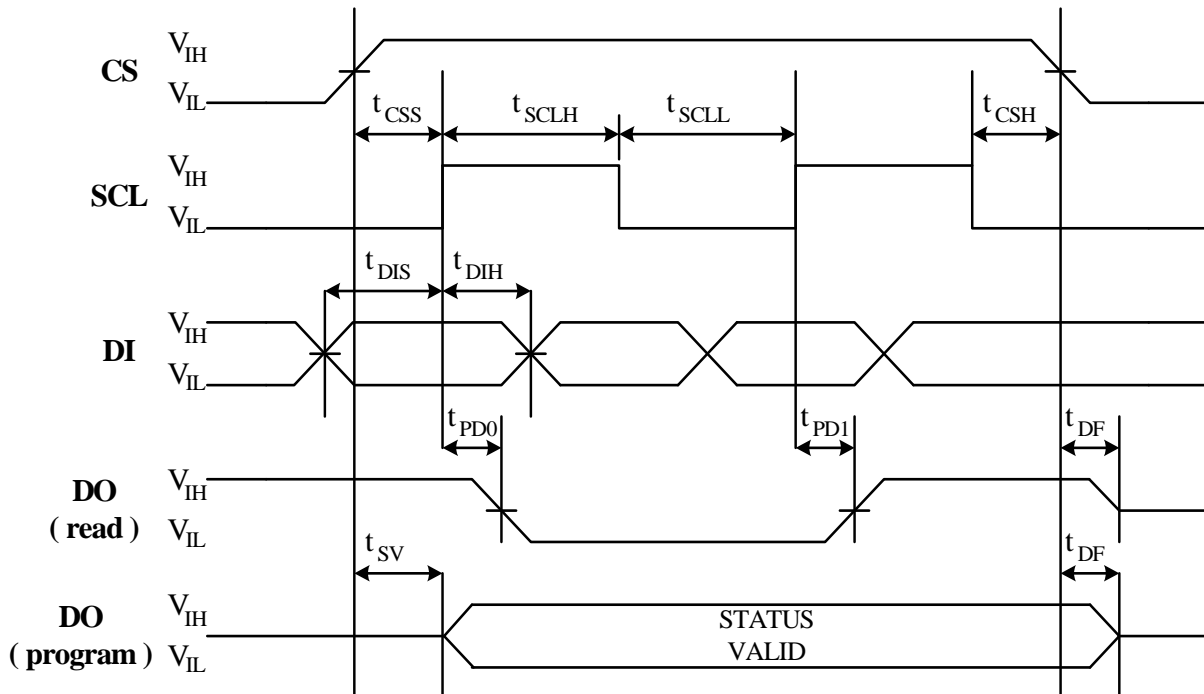 CS
V_IH
V_IL
t_CSS
t_SCLH
t_SCLL
t_CSH
SCL
V_IH
V_IL
t_DIS
t_DIH
DI
V_IH
V_IL
t_PD0
t_PD1
t_DF
DO
( read )
V_IH
V_IL
t_SV
t_DF
DO
( program )
V_IH
V_IL
STATUS
VALID